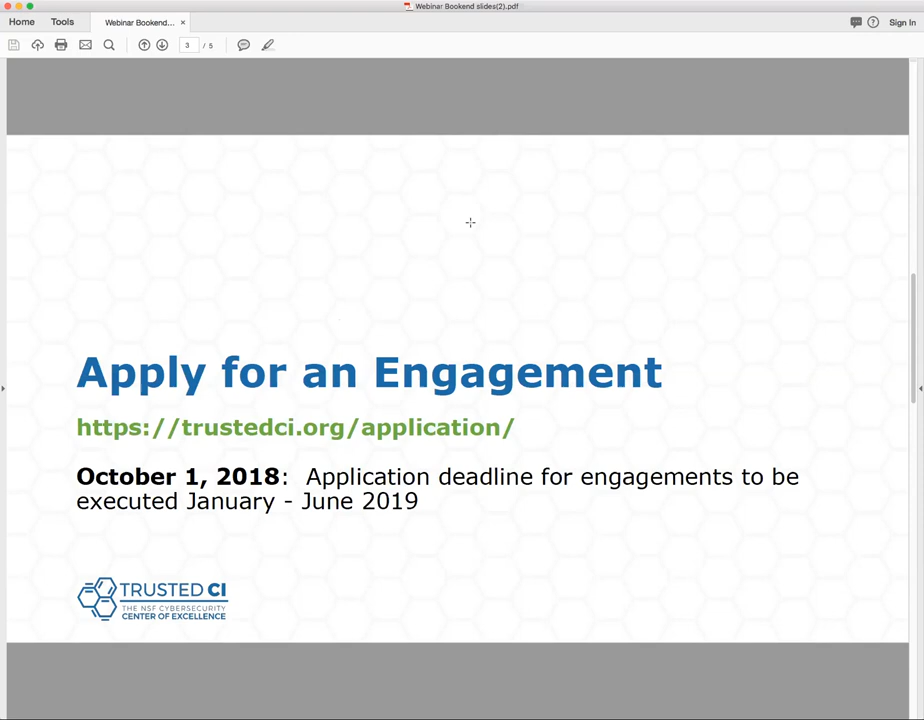 Webinar Bookend slides(2).pdf
Home Tools Webinar Bookend... × ? Sign In
3 / 5
Apply for an Engagement
https://trustedci.org/application/
October 1, 2018: Application deadline for engagements to be
executed January - June 2019
TRUSTED CI
THE NSF CYBERSECURITY
CENTER OF EXCELLENCE